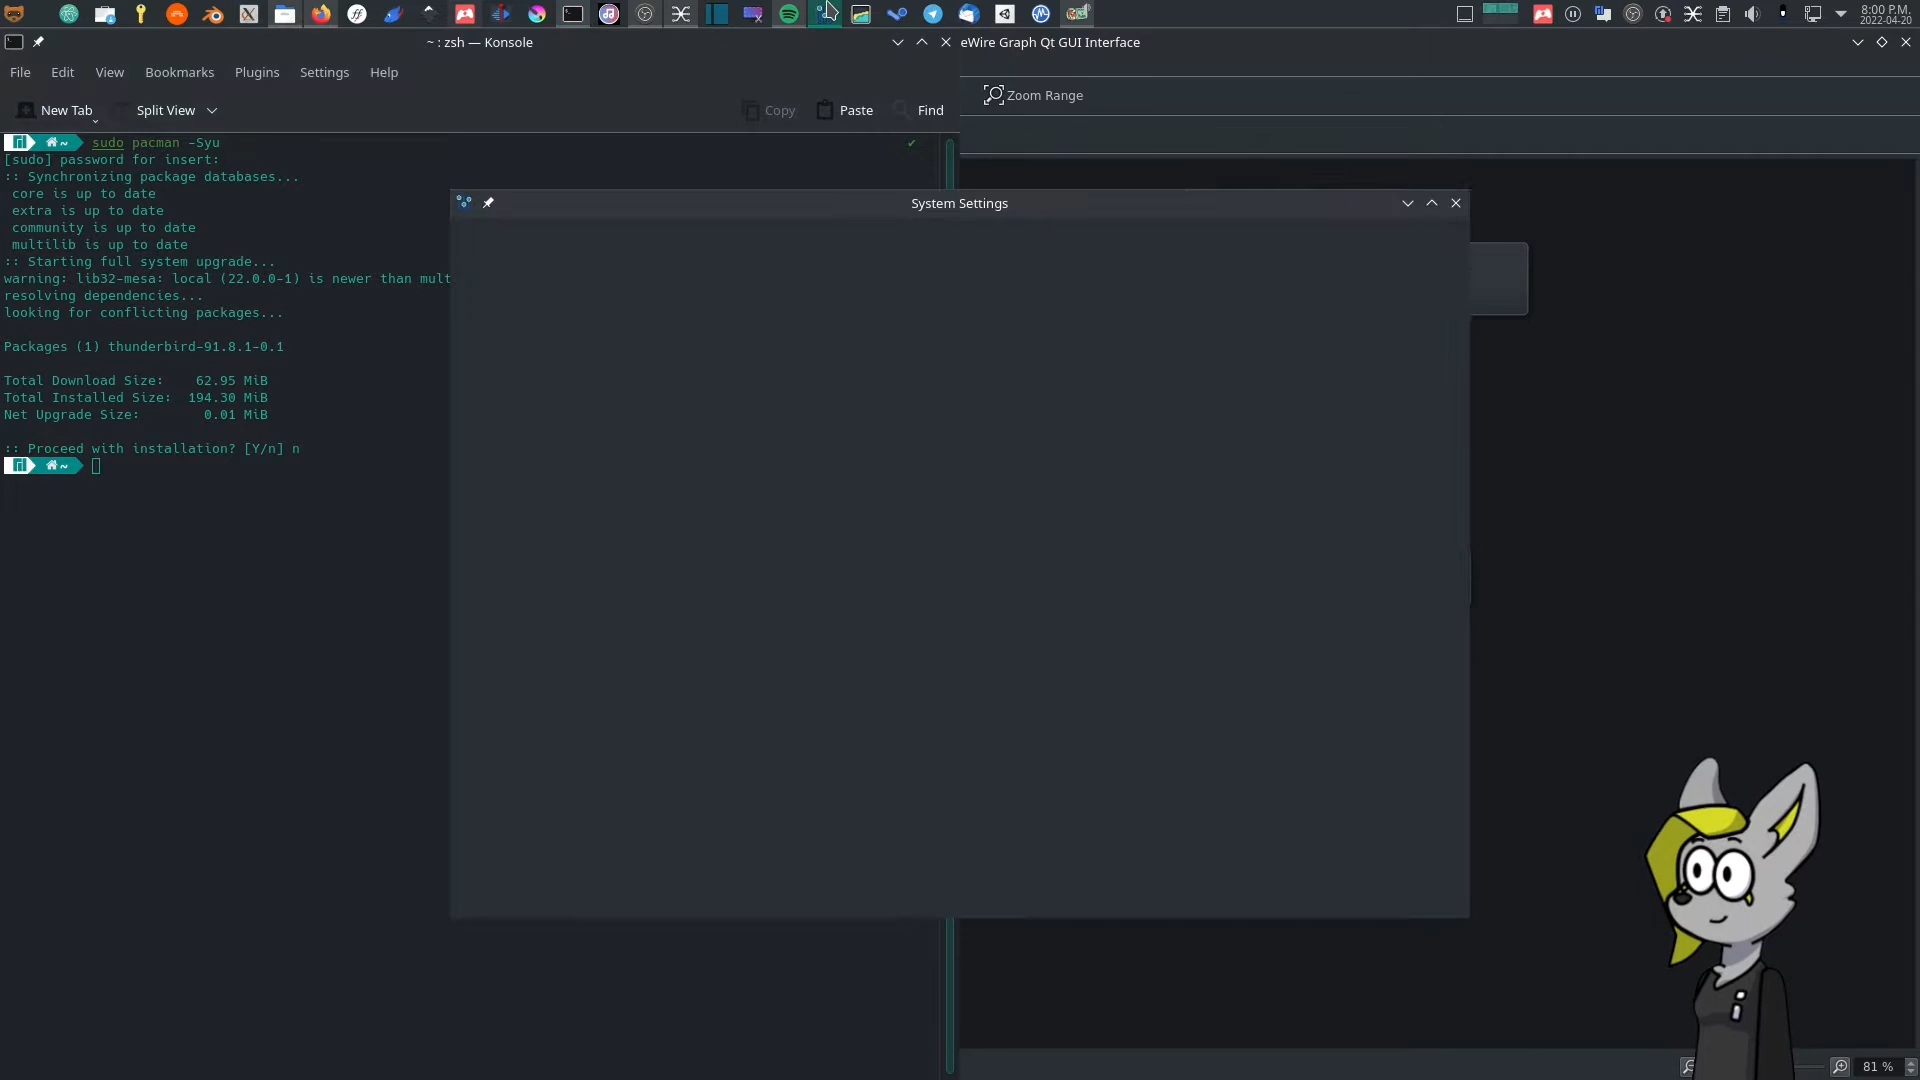 8:00 P.M.
2022-04-20
~ : zsh — Konsole
eWire Graph Qt GUI Interface
File Edit View Bookmarks Plugins Settings Help
Zoom Range
New Tab Split View Copy Paste Find
~ sudo pacman -Syu ✔
[sudo] password for insert:
:: Synchronizing package databases...
core is up to date
extra is up to date
community is up to date
multilib is up to date
:: Starting full system upgrade...
warning: lib32-mesa: local (22.0.0-1) is newer than mult
resolving dependencies...
looking for conflicting packages...
Packages (1) thunderbird-91.8.1-0.1
Total Download Size: 62.95 MiB
Total Installed Size: 194.30 MiB
Net Upgrade Size: 0.01 MiB
:: Proceed with installation? [Y/n] n
~
System Settings
81 %